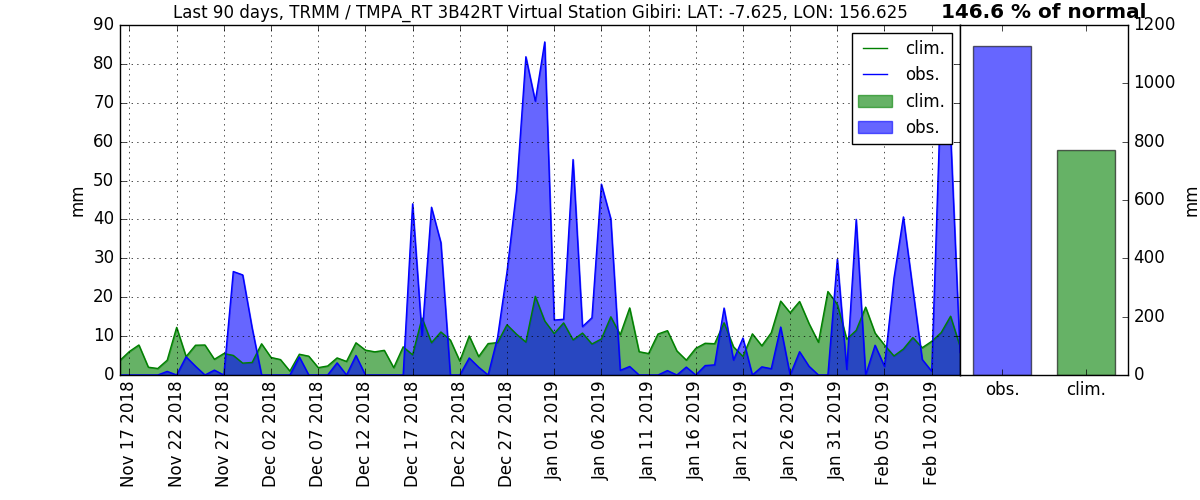 Last 90 days, TRMM / TMPA_RT 3B42RT Virtual Station Gibiri: LAT: -7.625, LON: 156.625
146.6 % of normal
90
80
70
60
50
40
30
20
10
0
mm
clim.
obs.
clim.
obs.
1200
1000
800
600
400
200
0
mm
obs.
clim.
Nov 17 2018
Nov 22 2018
Nov 27 2018
Dec 02 2018
Dec 07 2018
Dec 12 2018
Dec 17 2018
Dec 22 2018
Dec 27 2018
Jan 01 2019
Jan 06 2019
Jan 11 2019
Jan 16 2019
Jan 21 2019
Jan 26 2019
Jan 31 2019
Feb 05 2019
Feb 10 2019